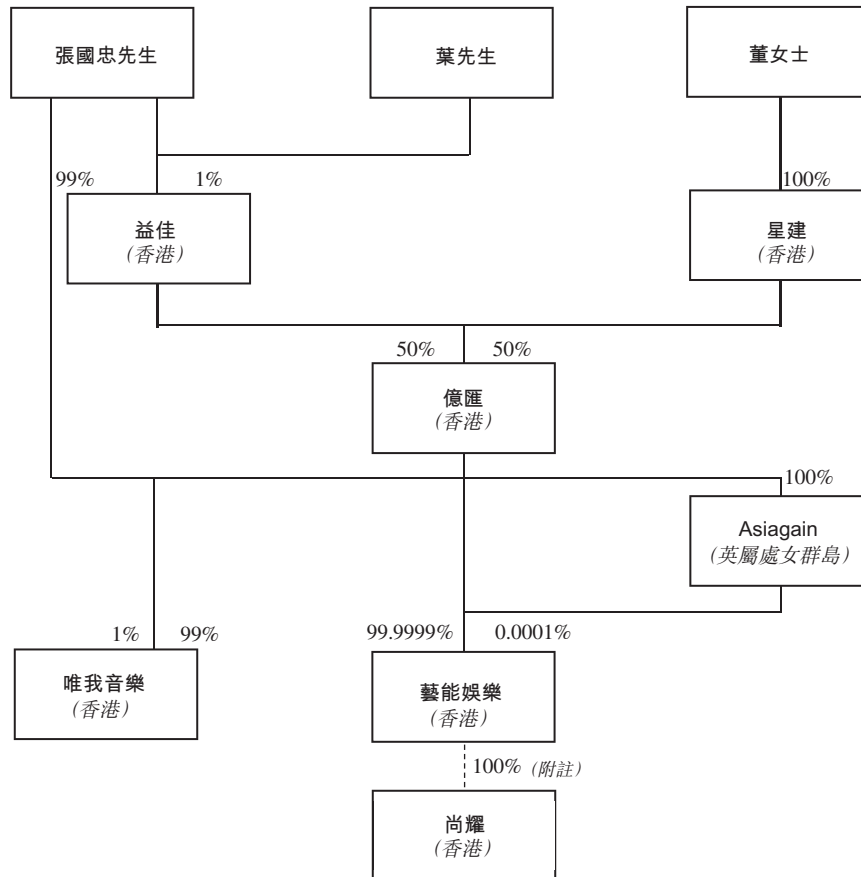 張國忠先生
葉先生
董女士
99%
1%
100%
益佳
(香港)
星建
(香港)
50%
50%
億匯
(香港)
100%
Asiagain
(英屬處女群島)
1%
99%
99.9999%
0.0001%
唯我音樂
(香港)
藝能娛樂
(香港)
100% (附註)
尚耀
(香港)